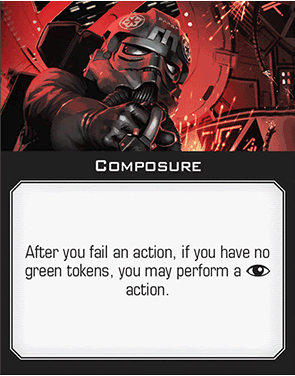 Composure
After you fail an action, if you have no
green tokens, you may perform a
action.